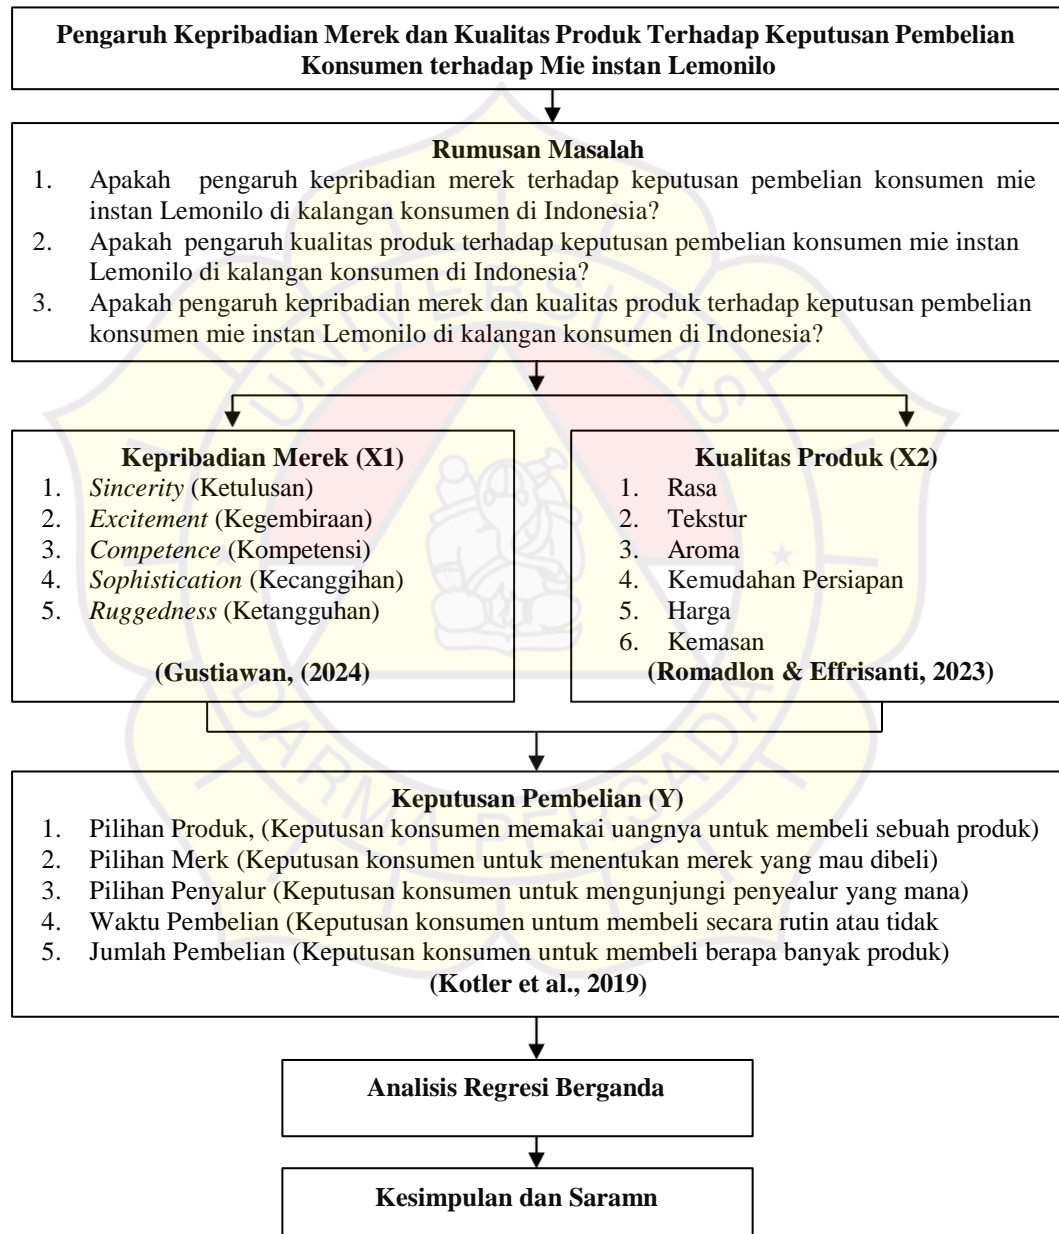 Pengaruh Kepribadian Merek dan Kualitas Produk Terhadap Keputusan Pembelian
Konsumen terhadap Mie instan Lemonilo
Rumusan Masalah
1. Apakah pengaruh kepribadian merek terhadap keputusan pembelian konsumen mie
instan Lemonilo di kalangan konsumen di Indonesia?
2. Apakah pengaruh kualitas produk terhadap keputusan pembelian konsumen mie instan
Lemonilo di kalangan konsumen di Indonesia?
3. Apakah pengaruh kepribadian merek dan kualitas produk terhadap keputusan pembelian
konsumen mie instan Lemonilo di kalangan konsumen di Indonesia?
Kepribadian Merek (X1)
1. Sincerity (Ketulusan)
2. Excitement (Kegembiraan)
3. Competence (Kompetensi)
4. Sophistication (Kecanggihan)
5. Ruggedness (Ketangguhan)
(Gustiawan, (2024)
Kualitas Produk (X2)
1. Rasa
2. Tekstur
3. Aroma
4. Kemudahan Persiapan
5. Harga
6. Kemasan
(Romadlon & Effrisanti, 2023)
Keputusan Pembelian (Y)
1. Pilihan Produk, (Keputusan konsumen memakai uangnya untuk membeli sebuah produk)
2. Pilihan Merk (Keputusan konsumen untuk menentukan merek yang mau dibeli)
3. Pilihan Penyalur (Keputusan konsumen untuk mengunjungi penyealur yang mana)
4. Waktu Pembelian (Keputusan konsumen untum membeli secara rutin atau tidak
5. Jumlah Pembelian (Keputusan konsumen untuk membeli berapa banyak produk)
(Kotler et al., 2019)
Analisis Regresi Berganda
Kesimpulan dan Saramn
UNIVERSITAS
DARMA PERSADA